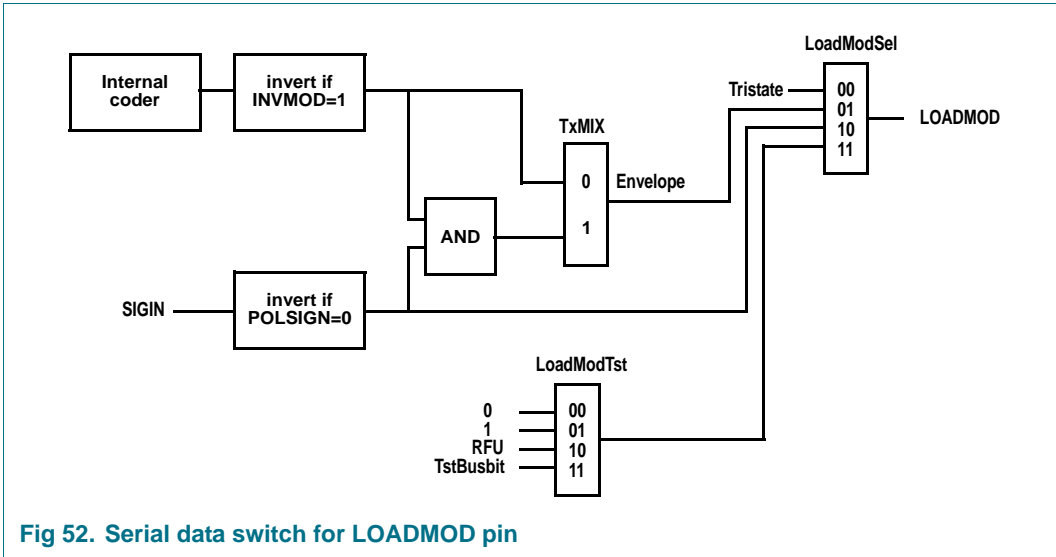 LoadModSel
Internal
coder
invert if
INVMOD=1
Tristate
00
01
10
11
LOADMOD
TxMIX
0
1
Envelope
AND
SIGIN
invert if
POLSIGN=0
LoadModTst
0
1
RFU
TstBusbit
00
01
10
11
Fig 52. Serial data switch for LOADMOD pin